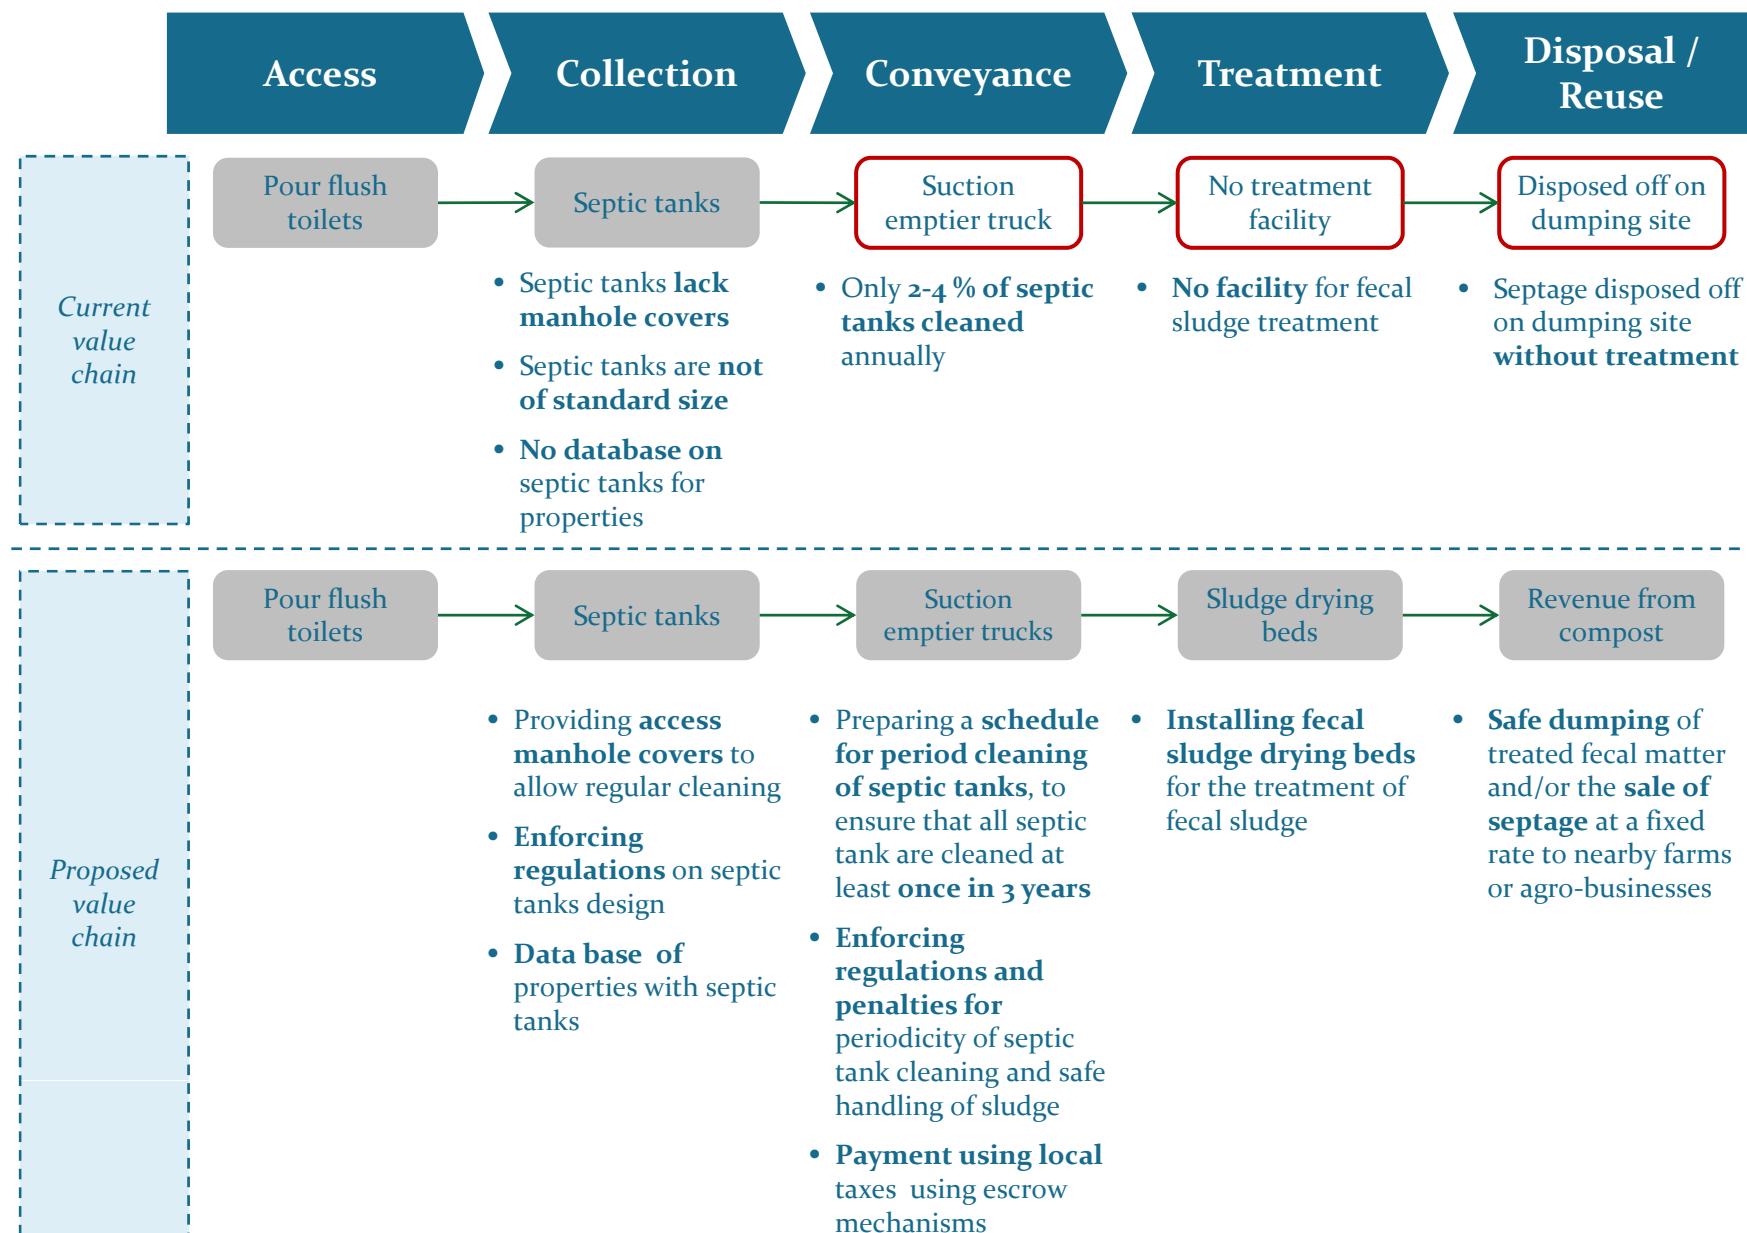 Access
Collection
Conveyance
Treatment
Disposal /
Reuse
Current
value
chain
Pour flush
toilets
Septic tanks
Suction
emptier truck
No treatment
facility
Disposed off on
dumping site
• Septic tanks lack
manhole covers
• Septic tanks are not
of standard size
• No database on
septic tanks for
properties
• Only 2-4 % of septic
tanks cleaned
annually
• No facility for fecal
sludge treatment
• Septage disposed off
on dumping site
without treatment
Proposed
value
chain
Pour flush
toilets
Septic tanks
Suction
emptier trucks
Sludge drying
beds
Revenue from
compost
• Providing access
manhole covers to
allow regular cleaning
• Enforcing
regulations on septic
tanks design
• Data base of
properties with septic
tanks
• Preparing a schedule
for period cleaning
of septic tanks, to
ensure that all septic
tank are cleaned at
least once in 3 years
• Enforcing
regulations and
penalties for
periodicity of septic
tank cleaning and safe
handling of sludge
• Payment using local
taxes using escrow
mechanisms
• Installing fecal
sludge drying beds
for the treatment of
fecal sludge
• Safe dumping of
treated fecal matter
and/or the sale of
septage at a fixed
rate to nearby farms
or agro-businesses